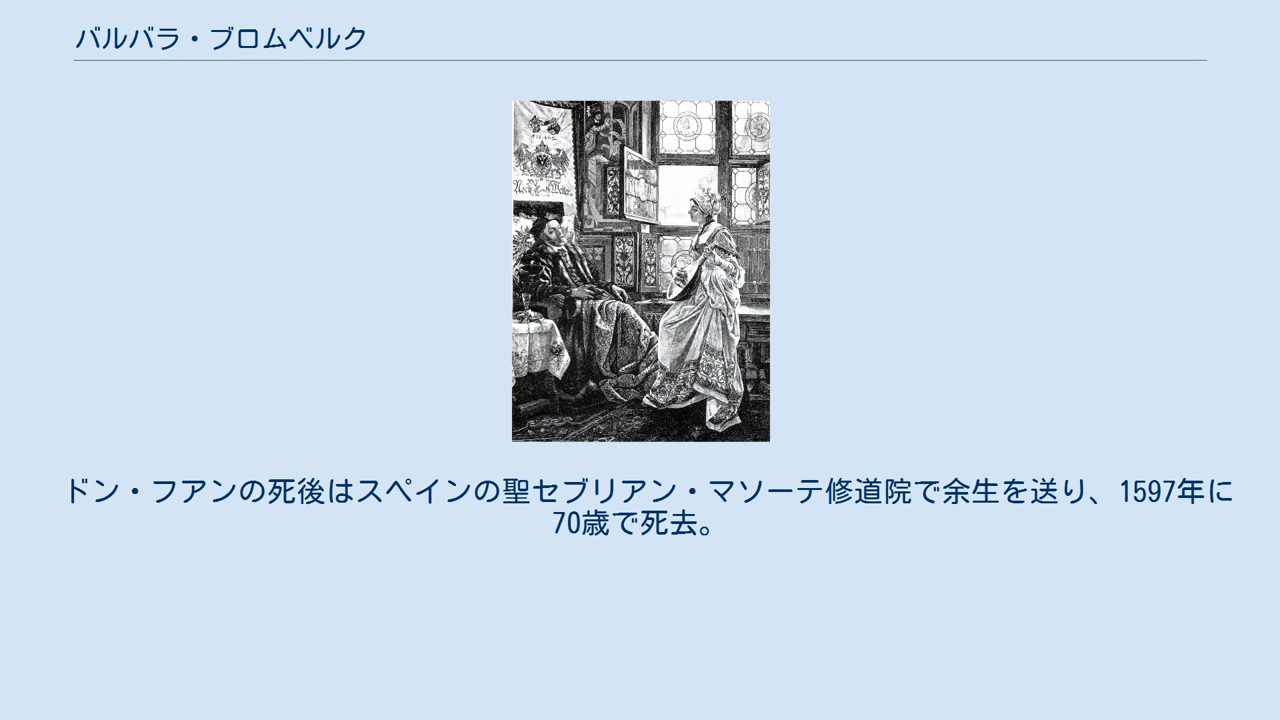 バルバラ・ブロムベルク
ドン・フアンの死後はスペインの聖セブリアン・マソーテ修道院で余生を送り、1597年に
70歳で死去。